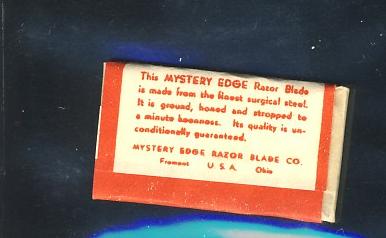 This MYSTERY EDGE Razor Blade
is made from the finest surgical steel.
It is ground, honed and stropped to
a minute keenness. Its quality is un-
conditionally guaranteed.
MYSTERY EDGE RAZOR BLADE CO.
Fremont U. S. A. Ohio